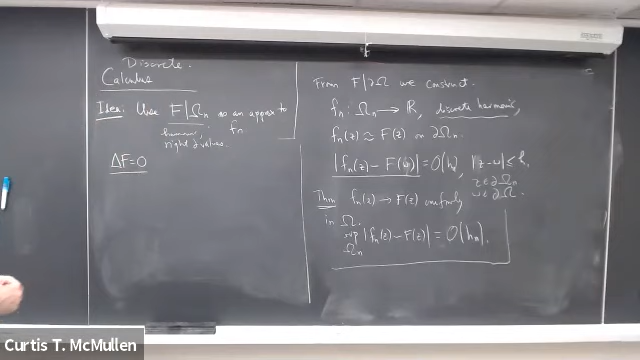 Discrete
Calculus
Idea: Use F|Ωₙ as an approx to
fₙ
harmonic,
right ∂ values.
ΔF=0
From F|∂Ω we construct
fₙ: Ωₙ → ℝ, discrete harmonic,
fₙ(z) ≈ F(z) on ∂Ωₙ.
|fₙ(z) − F(w)| = O(hₙ), |z−w| ≤ hₙ
z∈∂Ωₙ
w∈∂Ω.
Thm fₙ(z) → F(z) uniformly
in Ω.
sup |fₙ(z) − F(z)| = O(hₙ).
Ωₙ
Curtis T. McMullen